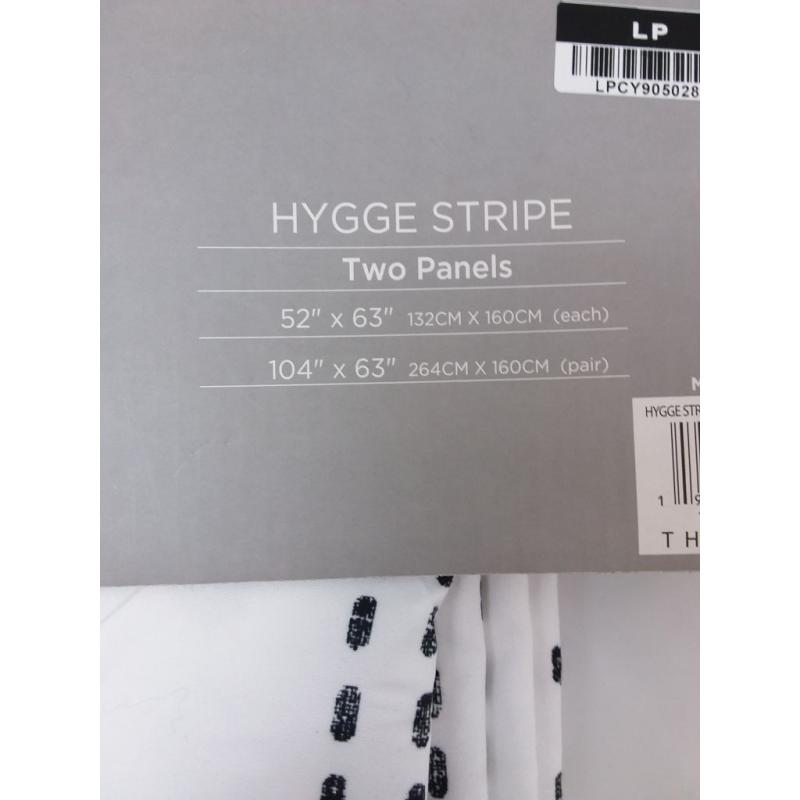 LP
LPCY905028
HYGGE STRIPE
Two Panels
52" x 63" 132CM X 160CM (each)
104" x 63" 264CM X 160CM (pair)
M
HYGGE STR
1 9
T H